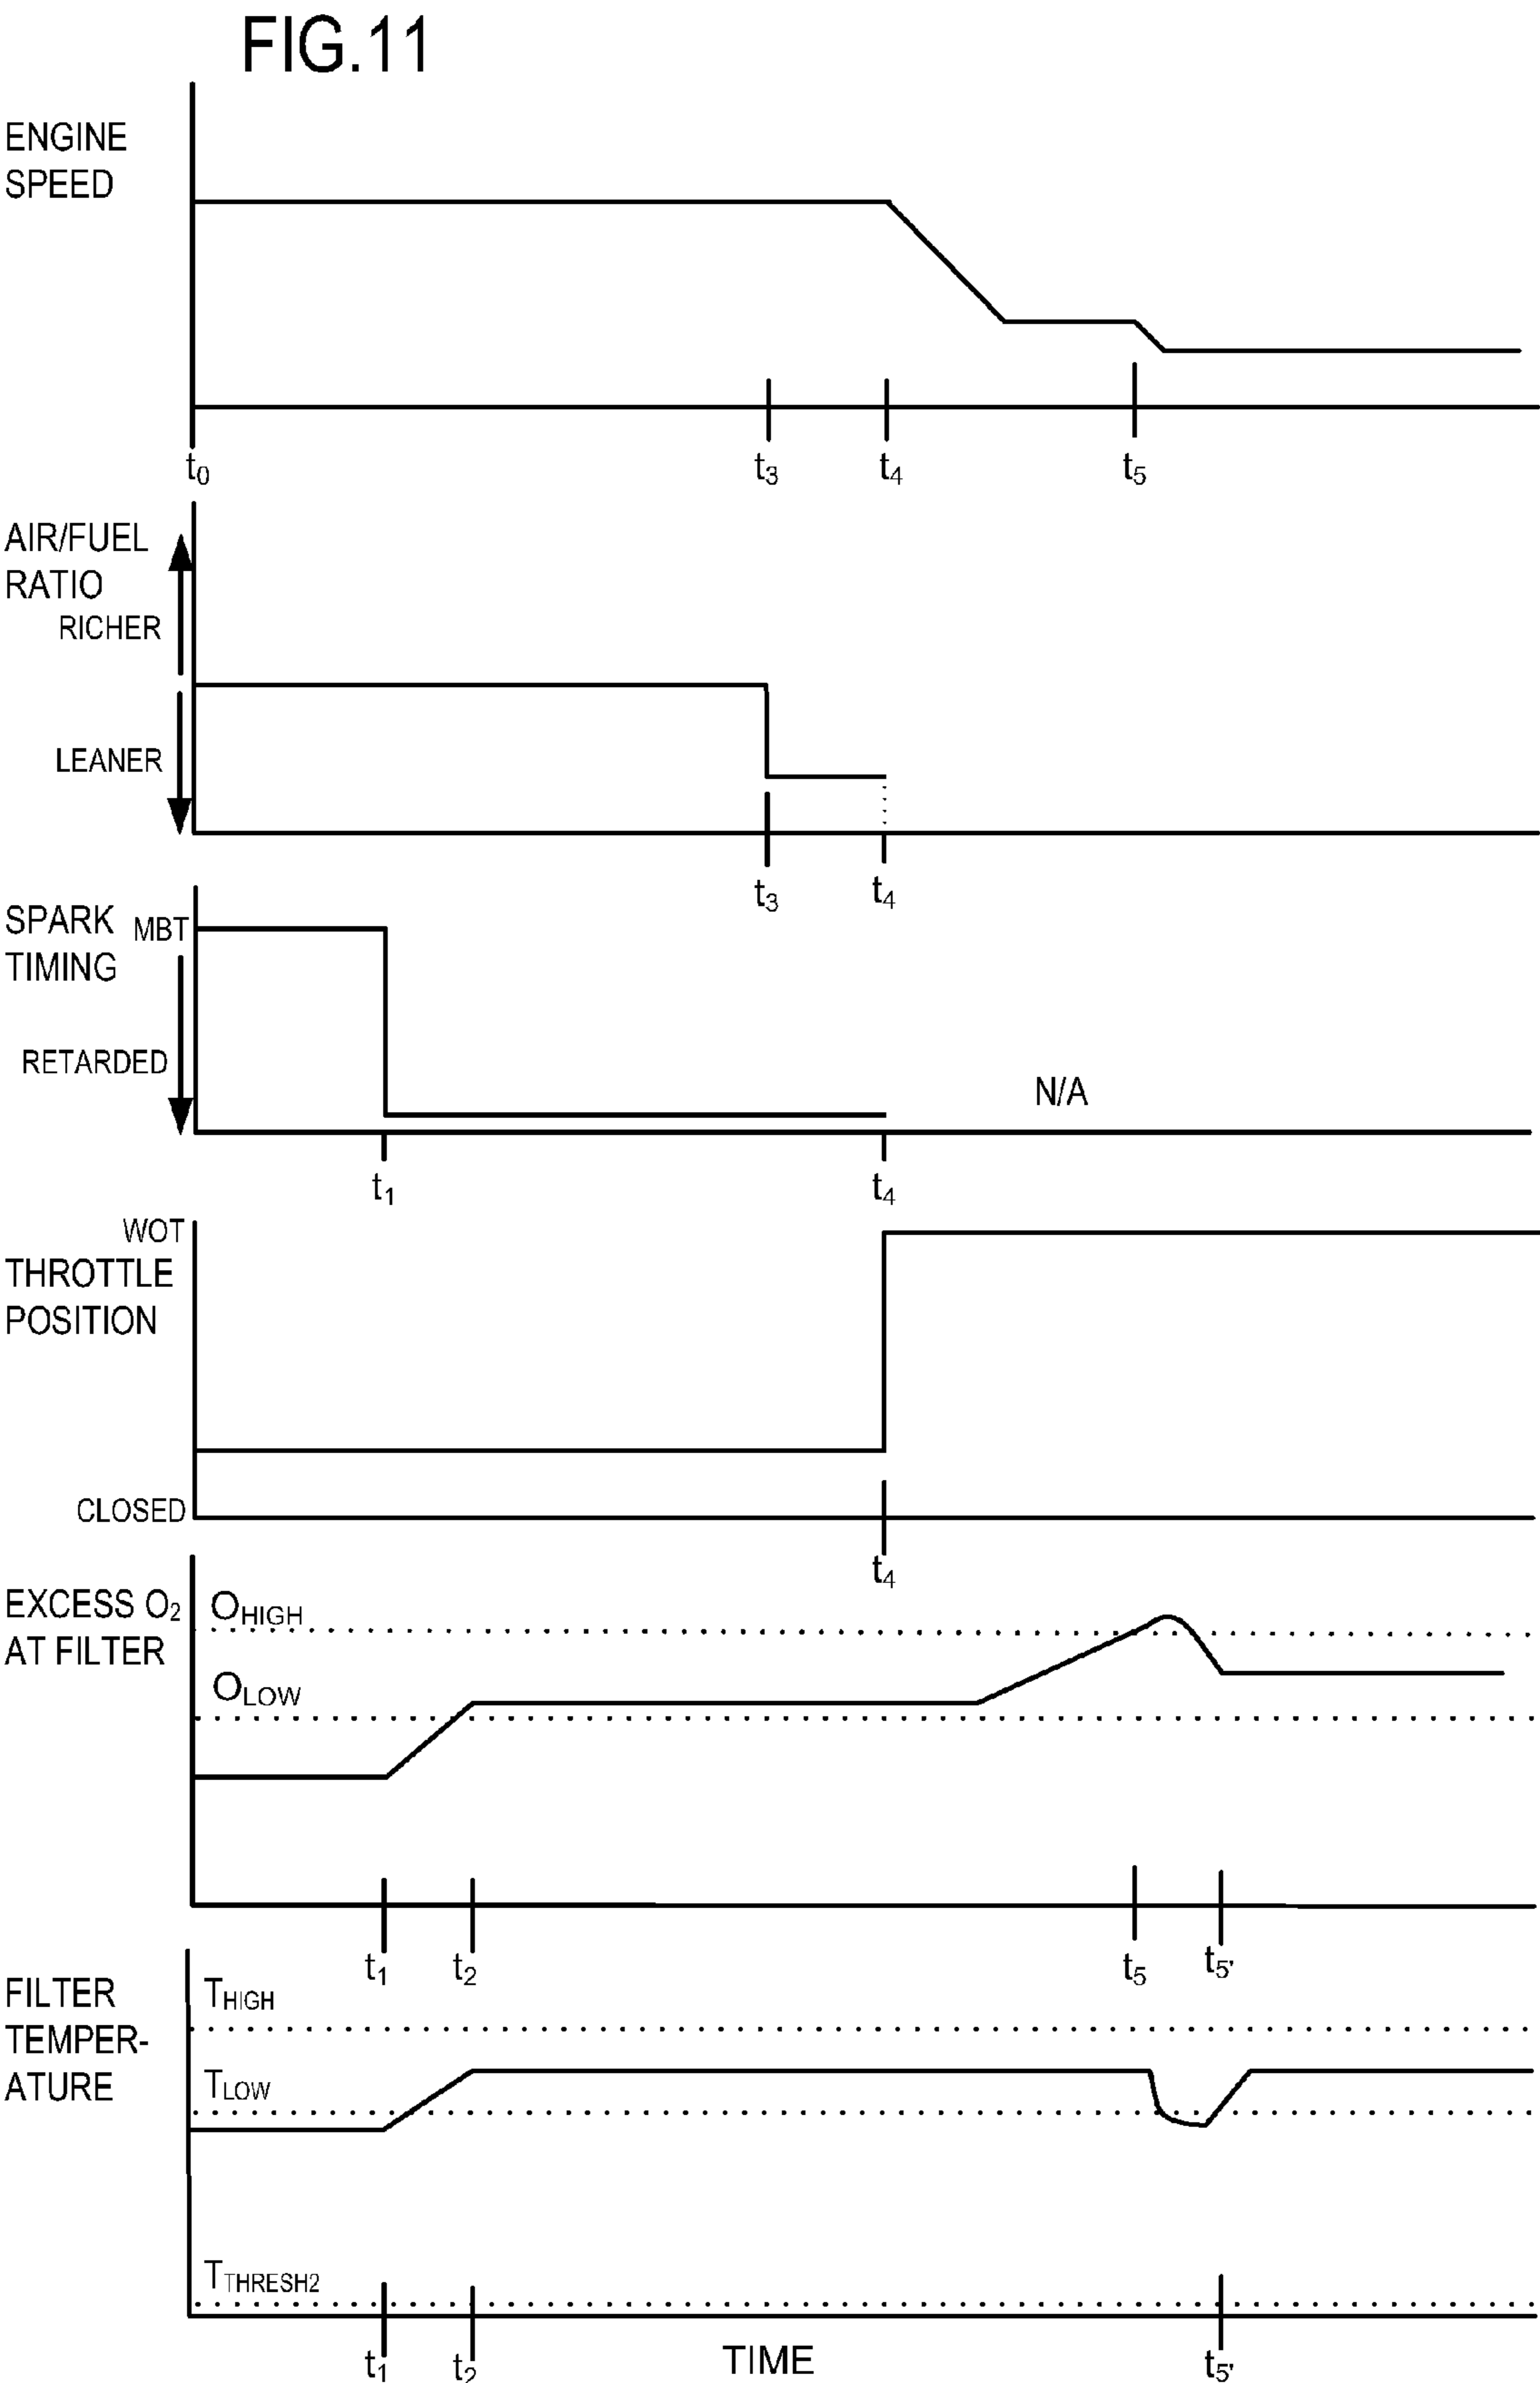 FIG.11
ENGINE
SPEED
t0 t3 t4 t5
AIR/FUEL
RATIO
RICHER
LEANER
t3 t4
SPARK MBT
TIMING
RETARDED
N/A
t1 t4
WOT
THROTTLE
POSITION
CLOSED
t4
EXCESS O2 OHIGH
AT FILTER
OLOW
t1 t2 t5 t5'
FILTER THIGH
TEMPER-
ATURE TLOW
TTHRESH2
t1 t2 TIME t5'